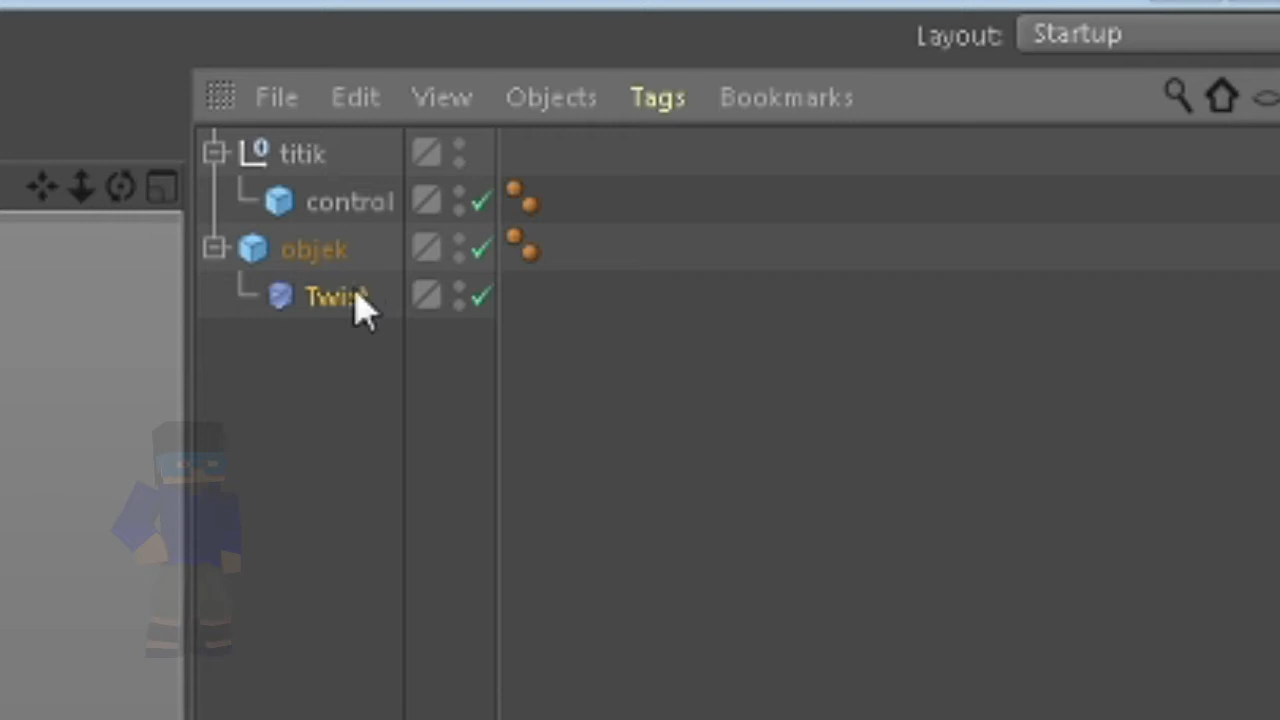 Layout: Startup
File Edit View Objects Tags Bookmarks
titik
control
objek
Twist